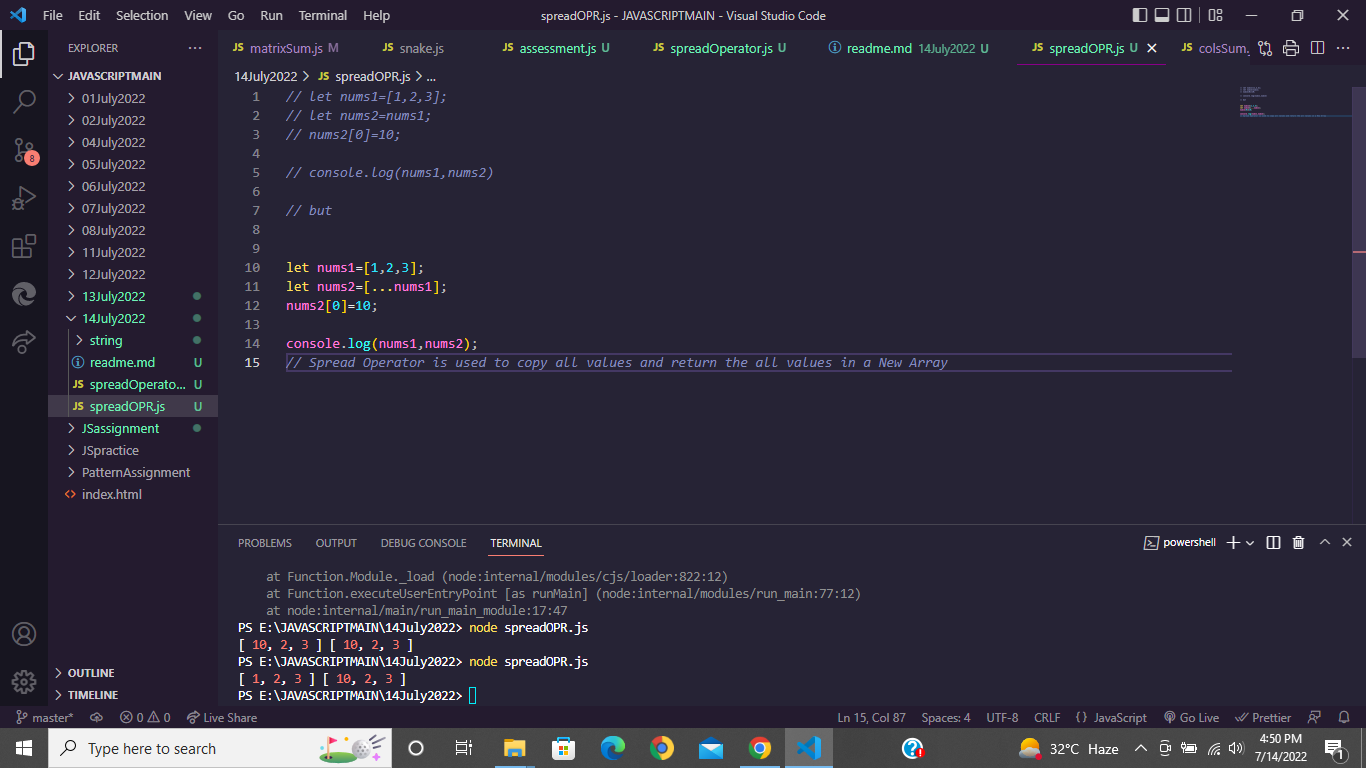 File Edit Selection View Go Run Terminal Help spreadOPR.js - JAVASCRIPTMAIN - Visual Studio Code
EXPLORER ...
JS matrixSum.js M JS snake.js JS assessment.js U JS spreadOperator.js U readme.md 14July2022 U JS spreadOPR.js U JS colsSum.
JAVASCRIPTMAIN
01July2022
02July2022
04July2022
05July2022
06July2022
07July2022
08July2022
11July2022
12July2022
13July2022
14July2022
string
readme.md U
JS spreadOperato... U
JS spreadOPR.js U
JSassignment
JSpractice
PatternAssignment
index.html
OUTLINE
TIMELINE
8
14July2022 > JS spreadOPR.js > ...
1 // let nums1=[1,2,3];
2 // let nums2=nums1;
3 // nums2[0]=10;
4
5 // console.log(nums1,nums2)
6
7 // but
8
9
10 let nums1=[1,2,3];
11 let nums2=[...nums1];
12 nums2[0]=10;
13
14 console.log(nums1,nums2);
15 // Spread Operator is used to copy all values and return the all values in a New Array
PROBLEMS OUTPUT DEBUG CONSOLE TERMINAL powershell
at Function.Module._load (node:internal/modules/cjs/loader:822:12)
at Function.executeUserEntryPoint [as runMain] (node:internal/modules/run_main:77:12)
at node:internal/main/run_main_module:17:47
PS E:\JAVASCRIPTMAIN\14July2022> node spreadOPR.js
[ 10, 2, 3 ] [ 10, 2, 3 ]
PS E:\JAVASCRIPTMAIN\14July2022> node spreadOPR.js
[ 1, 2, 3 ] [ 10, 2, 3 ]
PS E:\JAVASCRIPTMAIN\14July2022>
master* 0 0 Live Share Ln 15, Col 87 Spaces: 4 UTF-8 CRLF {} JavaScript Go Live Prettier
Type here to search 32°C Haze 4:50 PM
7/14/2022 1